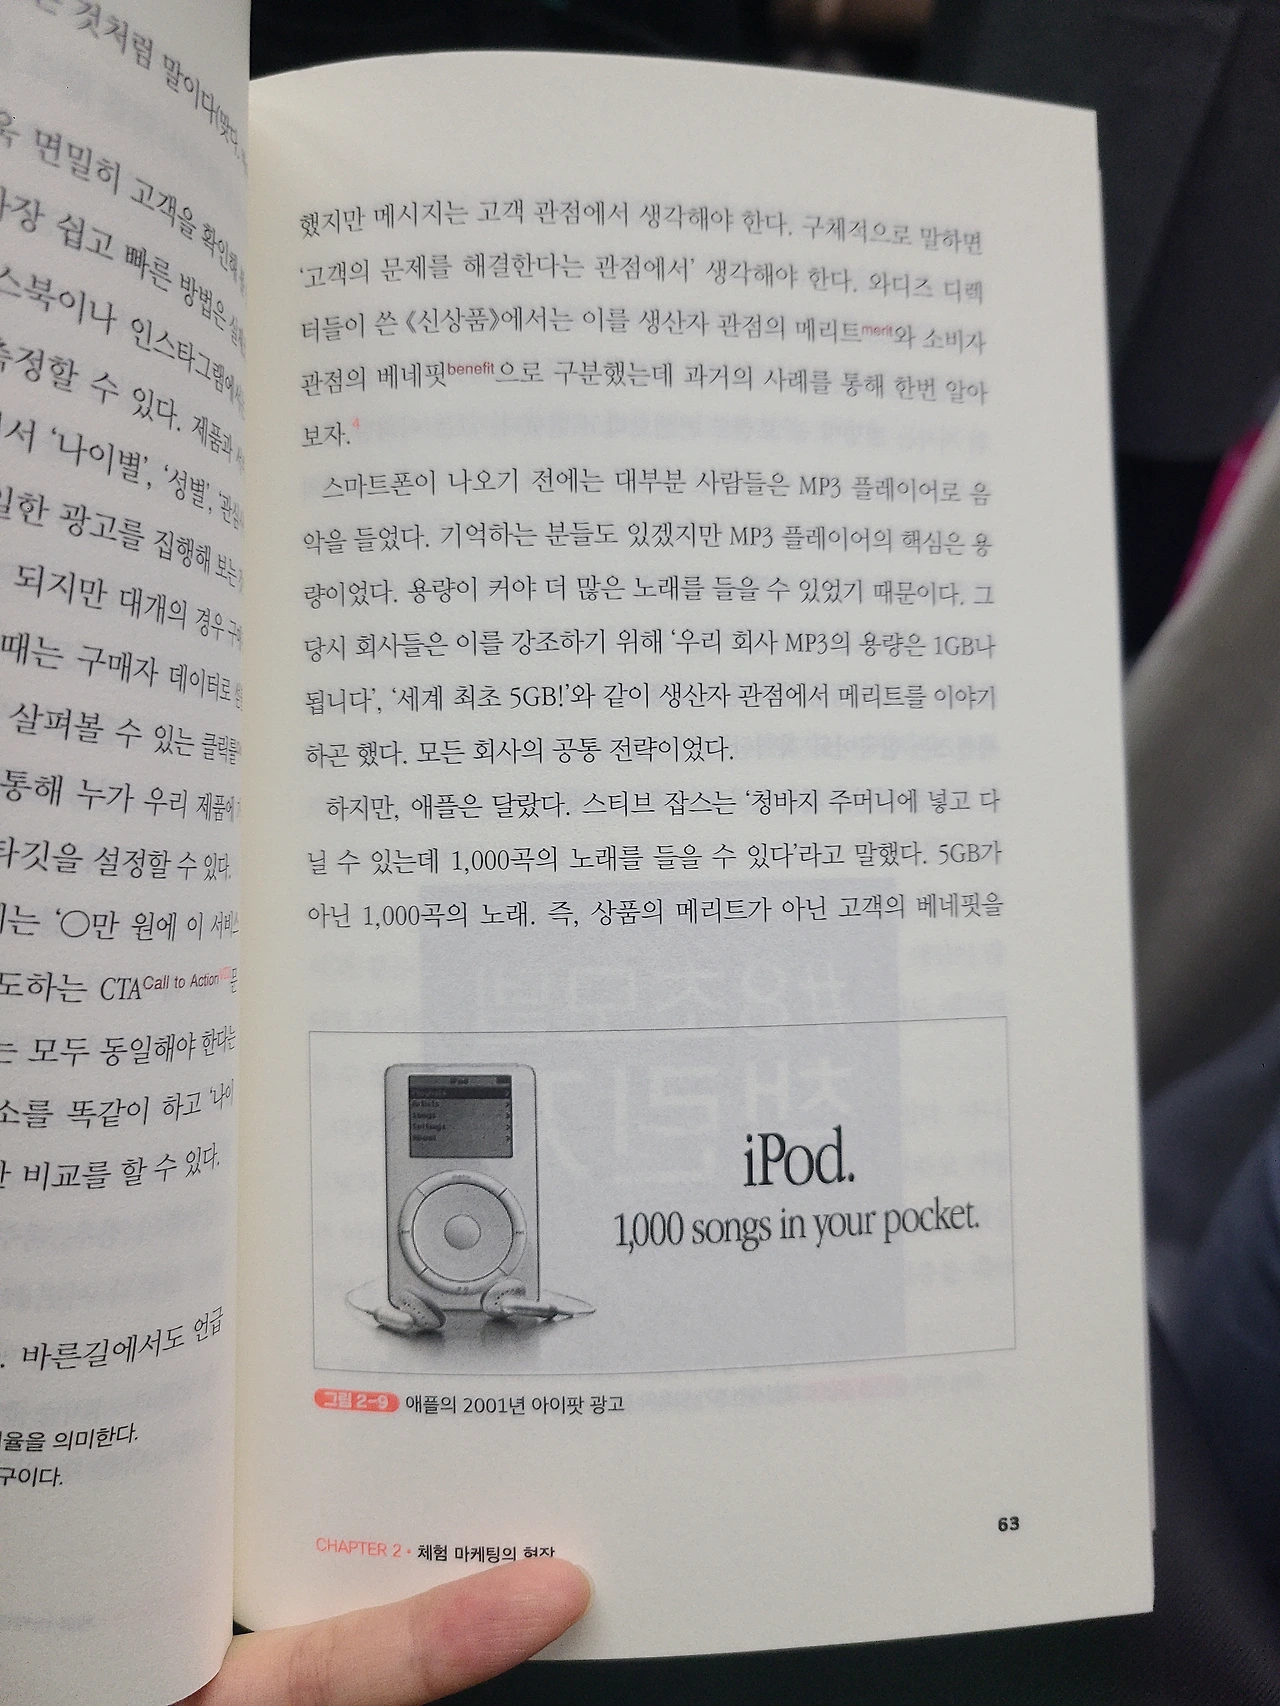 것처럼 말이다(맞다.
면밀히 고객을 확인해
쉽고 빠른 방법은
인스타그램에서
측정할 수 있다. 제품과
'나이별', '성별',
광고를 집행해 보는
되지만 대개의 경우
때는 구매자 데이터로
살펴볼 수 있는 클릭률
통해 누가 우리 제품에
타깃을 설정할 수 있다.
'○만 원에 이 서비스
도하는 CTA Call to Action
모두 동일해야 한다는
소를 똑같이 하고 '나이
비교를 할 수 있다.
바른길에서도 언급
의미한다.
구이다.
했지만 메시지는 고객 관점에서 생각해야 한다. 구체적으로 말하면
'고객의 문제를 해결한다는 관점에서' 생각해야 한다. 와디즈 디렉
터들이 쓴 《신상품》에서는 이를 생산자 관점의 메리트merit와 소비자
관점의 베네핏benefit으로 구분했는데 과거의 사례를 통해 한번 알아
보자.4
스마트폰이 나오기 전에는 대부분 사람들은 MP3 플레이어로 음
악을 들었다. 기억하는 분들도 있겠지만 MP3 플레이어의 핵심은 용
량이었다. 용량이 커야 더 많은 노래를 들을 수 있었기 때문이다. 그
당시 회사들은 이를 강조하기 위해 '우리 회사 MP3의 용량은 1GB나
됩니다', '세계 최초 5GB!'와 같이 생산자 관점에서 메리트를 이야기
하곤 했다. 모든 회사의 공통 전략이었다.
하지만, 애플은 달랐다. 스티브 잡스는 '청바지 주머니에 넣고 다
닐 수 있는데 1,000곡의 노래를 들을 수 있다'라고 말했다. 5GB가
아닌 1,000곡의 노래. 즉, 상품의 메리트가 아닌 고객의 베네핏을
iPod
Artists
Songs
Settings
About
iPod.
1,000 songs in your pocket.
그림 2-9 애플의 2001년 아이팟 광고
63
CHAPTER 2 · 체험 마케팅의 현장